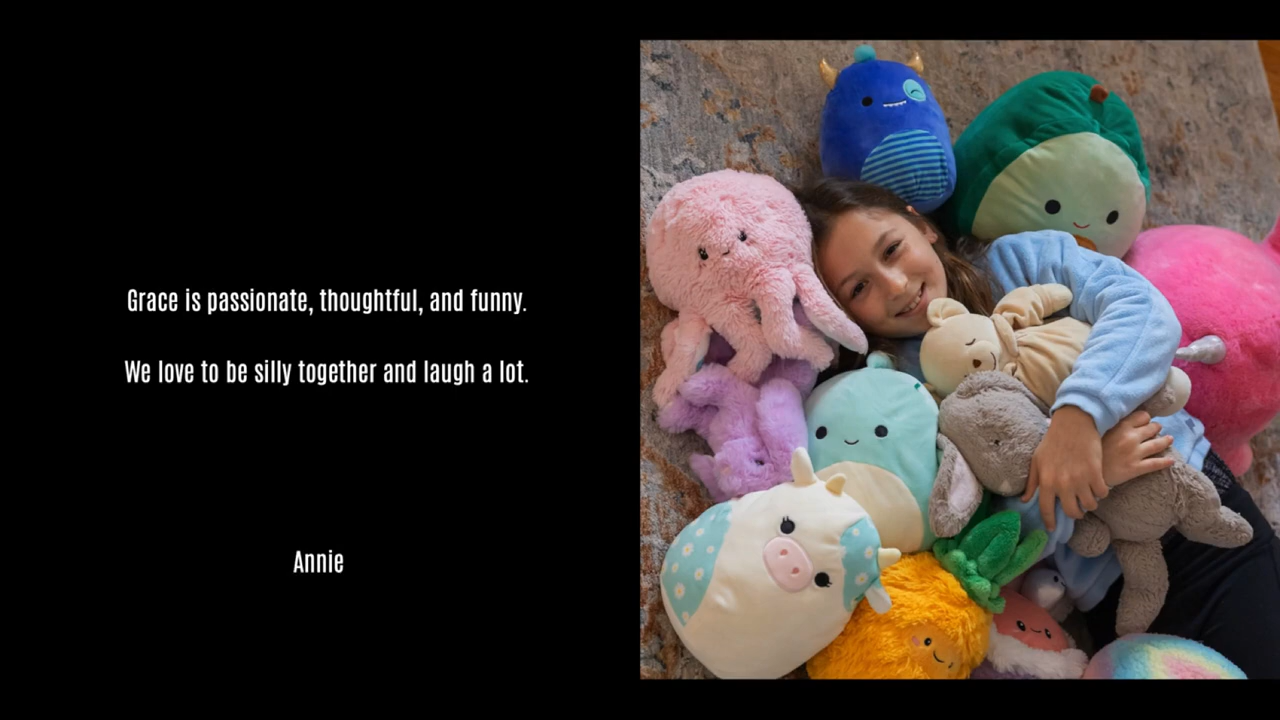 Grace is passionate, thoughtful, and funny.
We love to be silly together and laugh a lot.
Annie